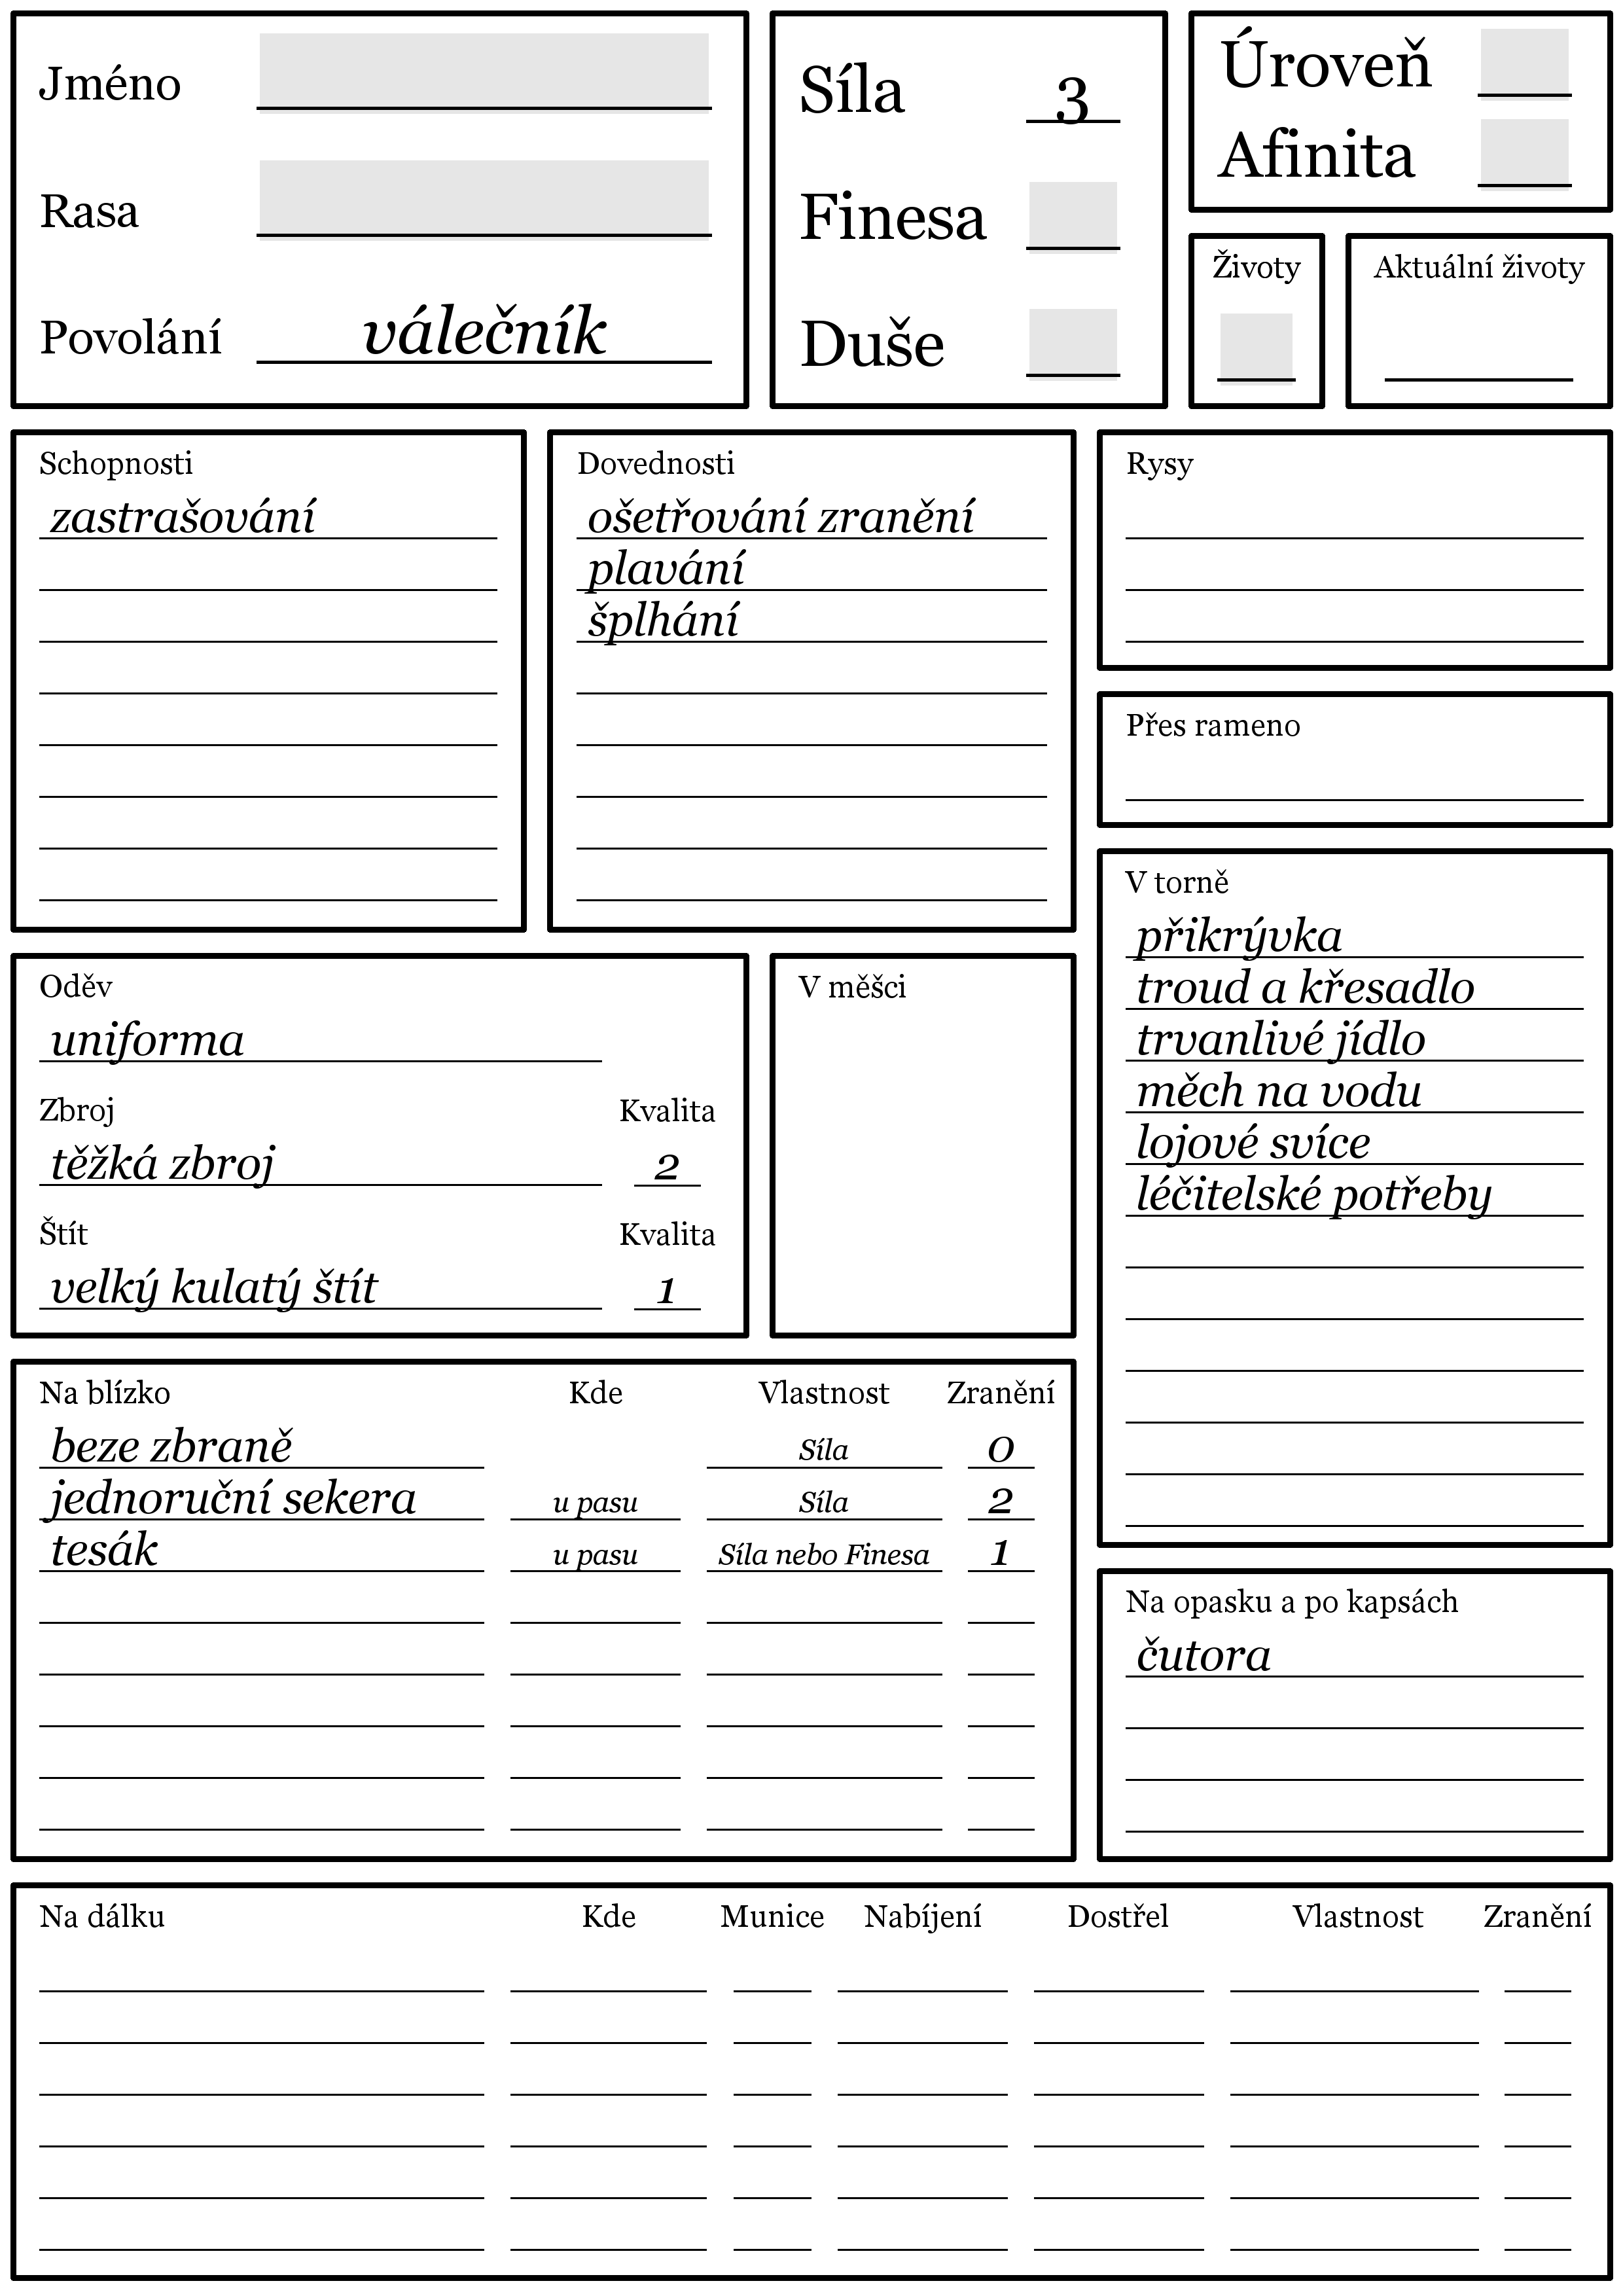 Jméno
Rasa
Povolání válečník
Síla 3
Finesa
Duše
Úroveň
Afinita
Životy
Aktuální životy
Schopnosti
zastrašování
Dovednosti
ošetřování zranění
plavání
šplhání
Rysy
Přes rameno
V torně
přikrývka
troud a křesadlo
trvanlivé jídlo
měch na vodu
lojové svíce
léčitelské potřeby
Oděv
uniforma
Zbroj Kvalita
těžká zbroj 2
Štít Kvalita
velký kulatý štít 1
V měšci
Na blízko Kde Vlastnost Zranění
beze zbraně Síla 0
jednoruční sekera u pasu Síla 2
tesák u pasu Síla nebo Finesa 1
Na opasku a po kapsách
čutora
Na dálku Kde Munice Nabíjení Dostřel Vlastnost Zranění